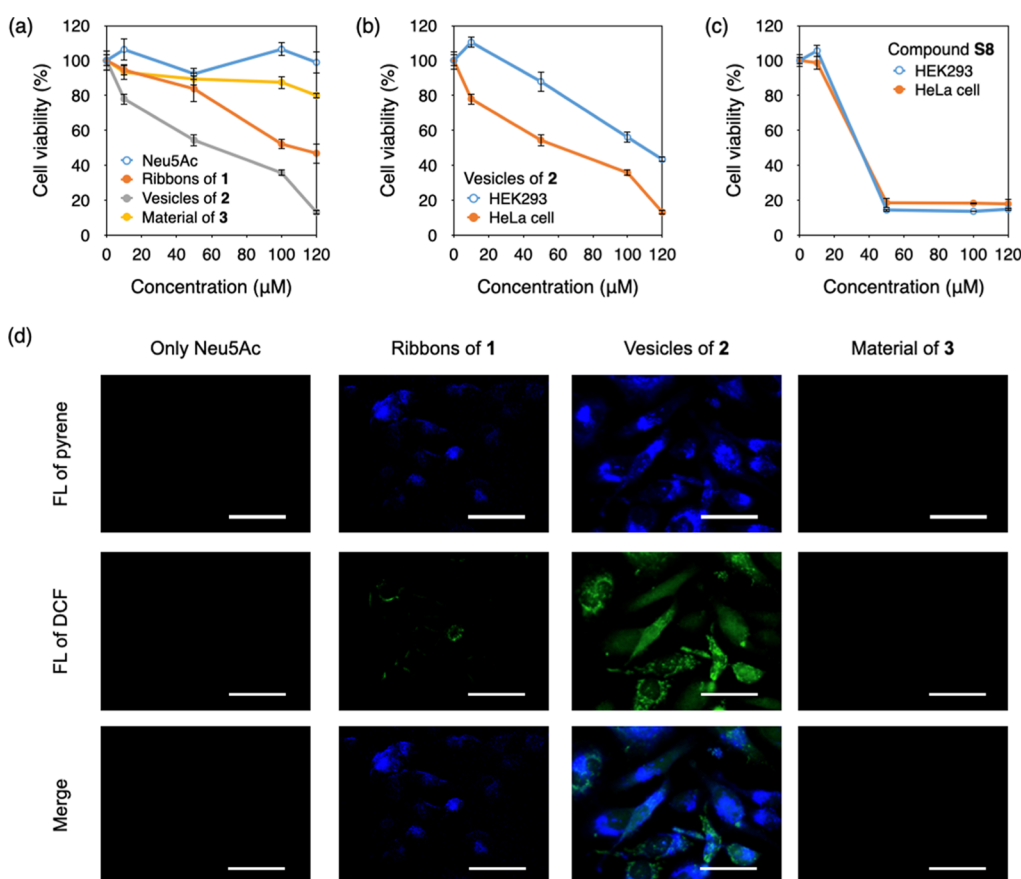 (a)
120
100
80
60
40
20
0
Cell viability (%)
Neu5Ac
Ribbons of 1
Vesicles of 2
Material of 3
0 20 40 60 80 100 120
Concentration (µM)
(b)
120
100
80
60
40
20
0
Cell viability (%)
Vesicles of 2
HEK293
HeLa cell
0 20 40 60 80 100 120
Concentration (µM)
(c)
120
100
80
60
40
20
0
Cell viability (%)
Compound S8
HEK293
HeLa cell
0 20 40 60 80 100 120
Concentration (µM)
(d)
Only Neu5Ac
Ribbons of 1
Vesicles of 2
Material of 3
FL of pyrene
FL of DCF
Merge